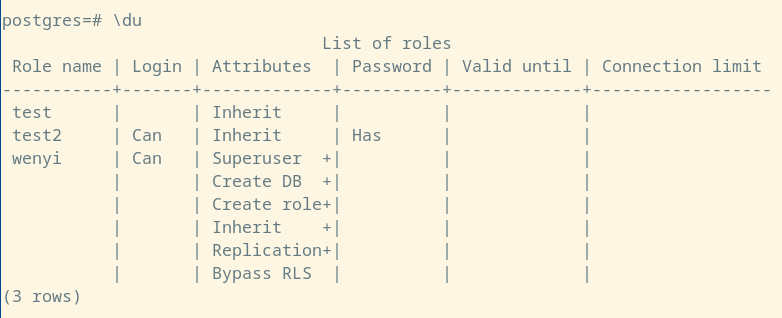 postgres=# \du
                                List of roles
 Role name | Login | Attributes  | Password | Valid until | Connection limit
-----------+-------+-------------+----------+-------------+------------------
 test      |       | Inherit     |          |             |
 test2     | Can   | Inherit     | Has      |             |
 wenyi     | Can   | Superuser  +|          |             |
           |       | Create DB  +|          |             |
           |       | Create role+|          |             |
           |       | Inherit    +|          |             |
           |       | Replication+|          |             |
           |       | Bypass RLS  |          |             |
(3 rows)